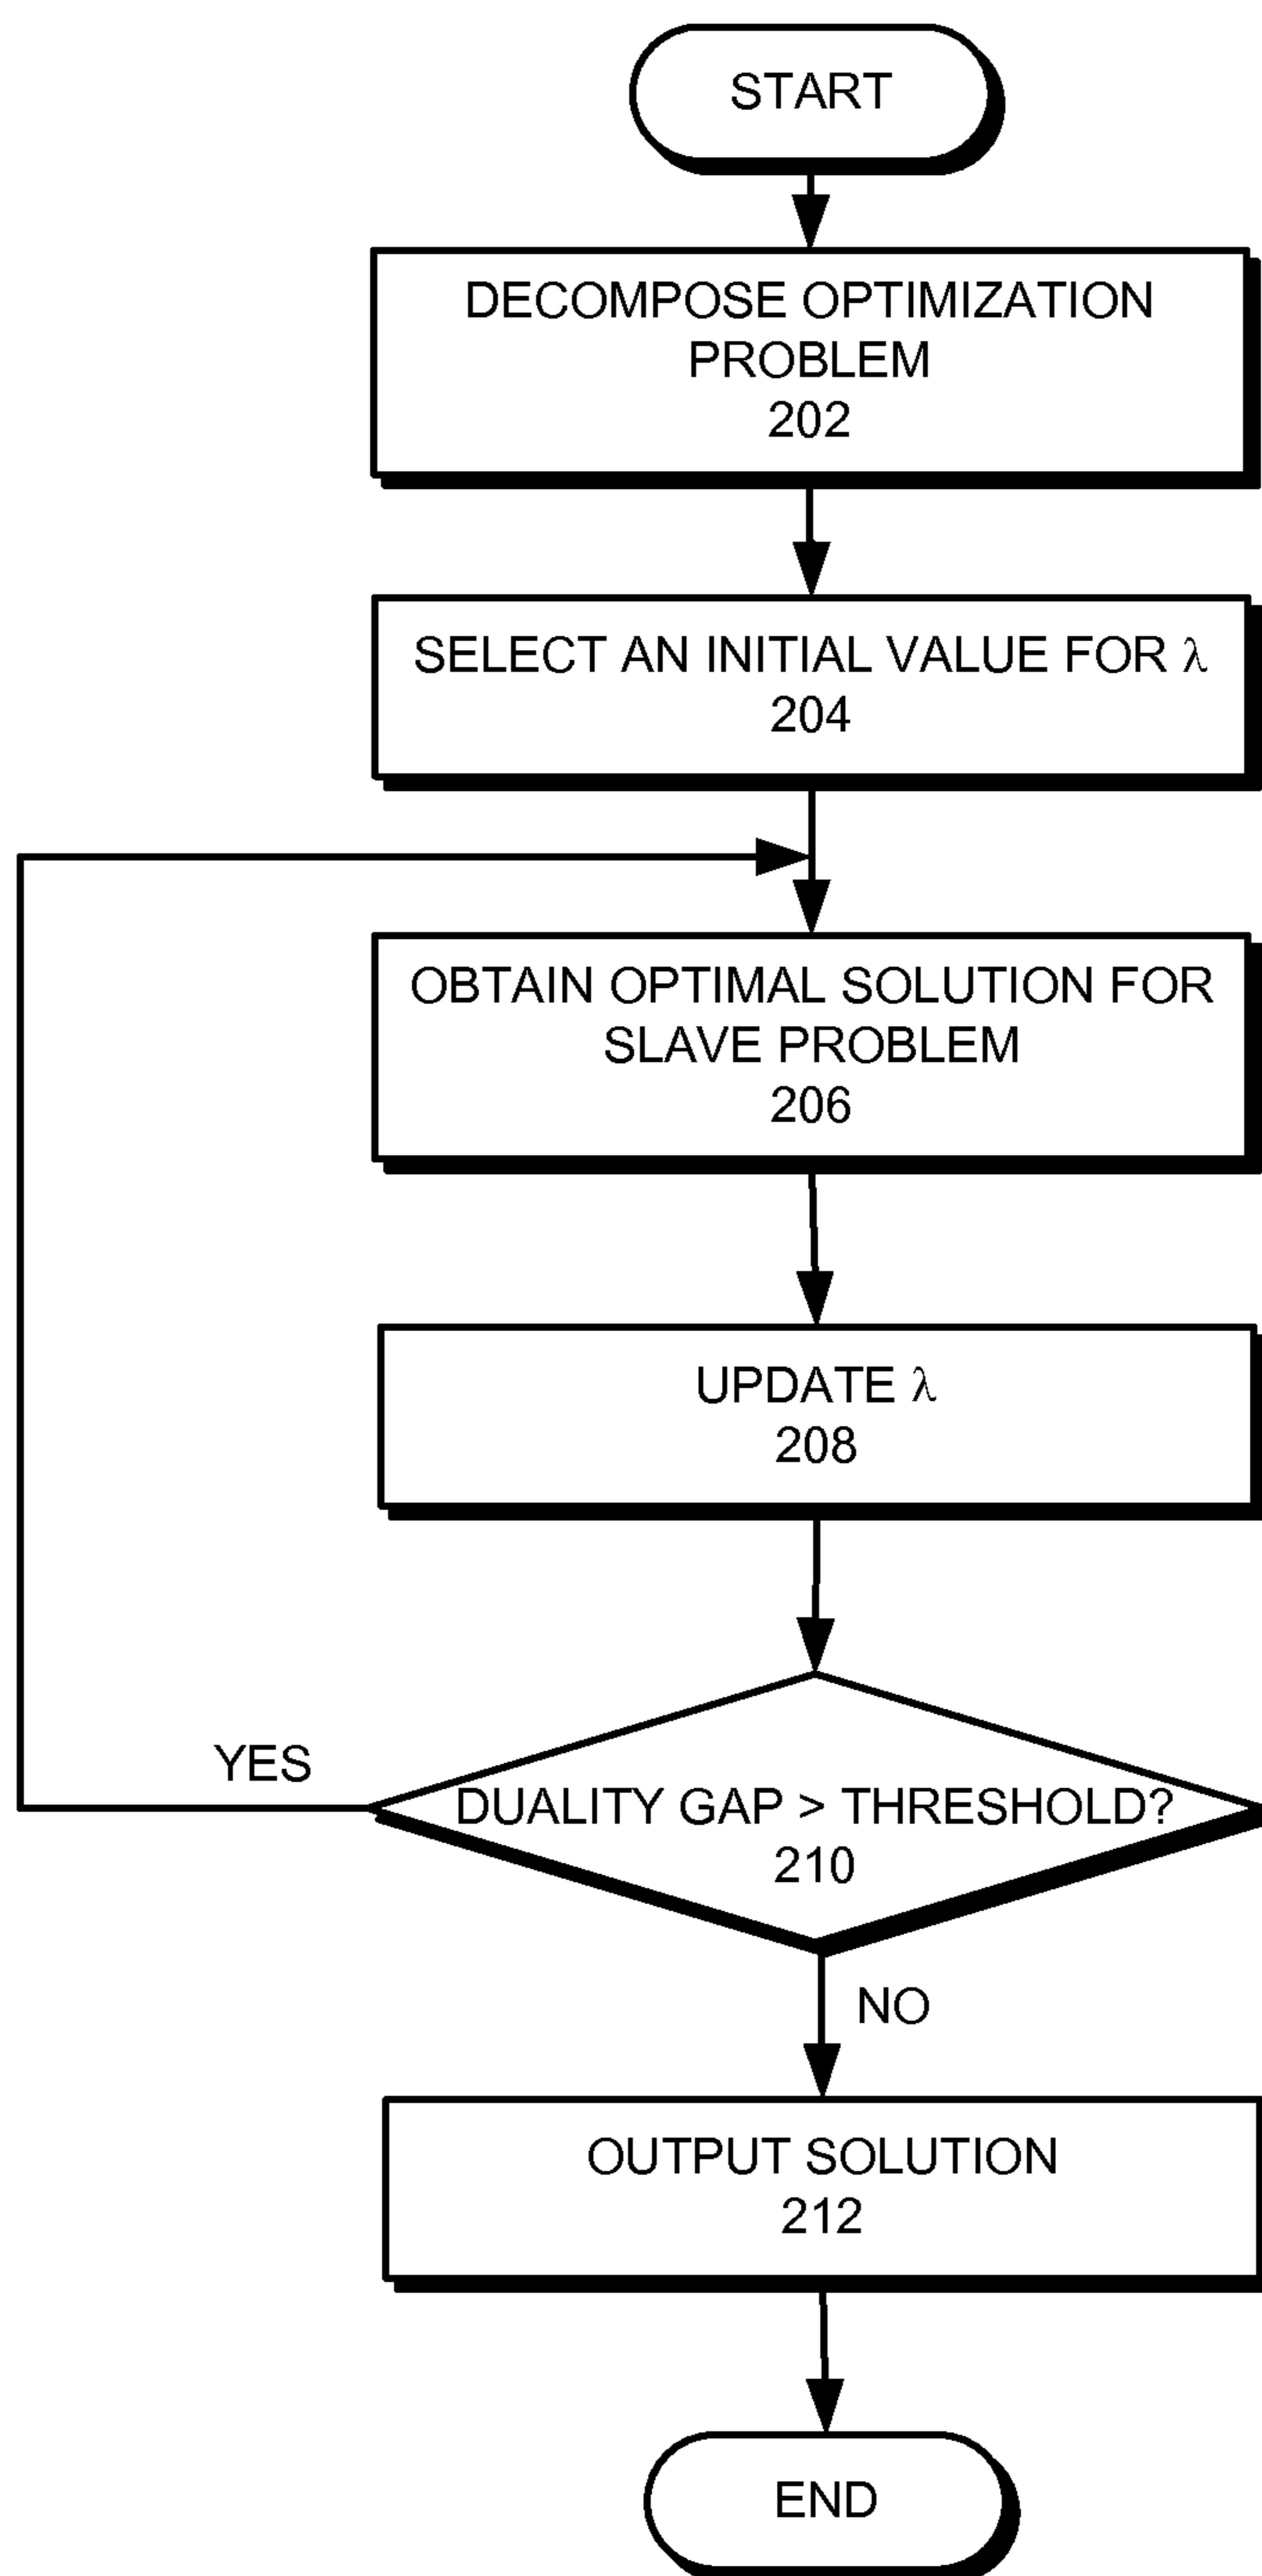 START
DECOMPOSE OPTIMIZATION
PROBLEM
202
SELECT AN INITIAL VALUE FOR λ
204
OBTAIN OPTIMAL SOLUTION FOR
SLAVE PROBLEM
206
UPDATE λ
208
YES
DUALITY GAP > THRESHOLD?
210
NO
OUTPUT SOLUTION
212
END